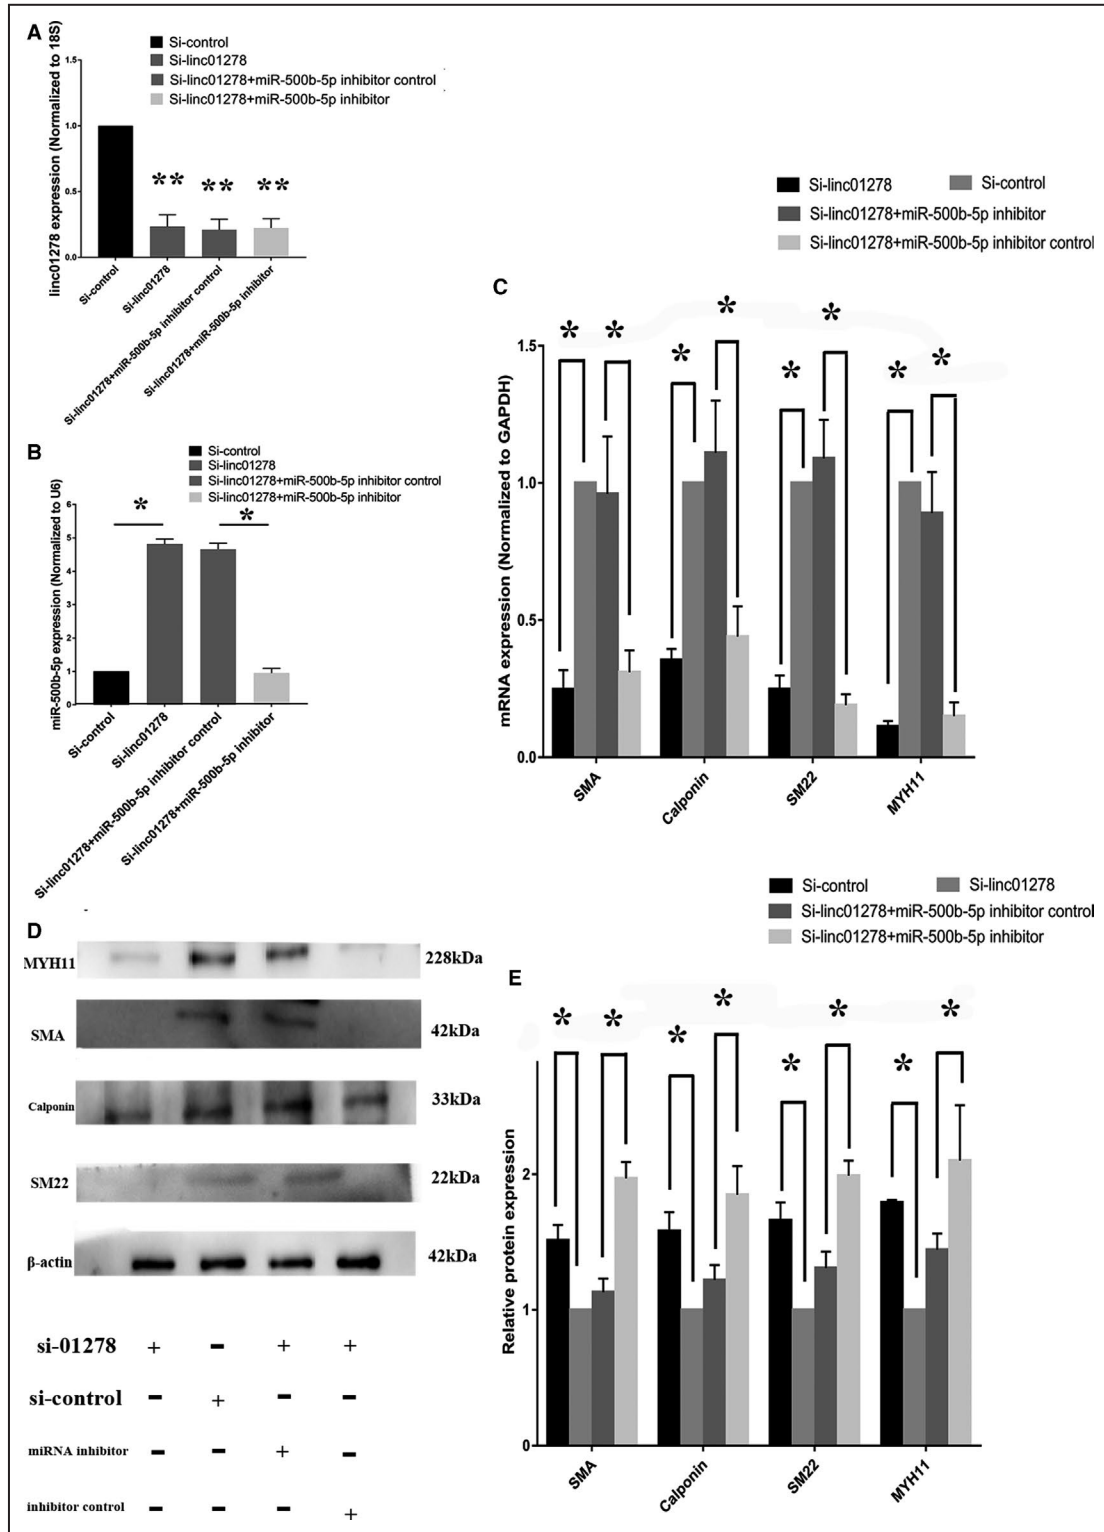 A
Si-control
Si-linc01278
Si-linc01278+miR-500b-5p inhibitor control
Si-linc01278+miR-500b-5p inhibitor
linc01278 expression (Normalized to 18S)
1.5
1.0
0.5
0.0
** ** **
Si-control
Si-linc01278
Si-linc01278+miR-500b-5p inhibitor control
Si-linc01278+miR-500b-5p inhibitor
B
Si-control
Si-linc01278
Si-linc01278+miR-500b-5p inhibitor control
Si-linc01278+miR-500b-5p inhibitor
miR-500b-5p expression (Normalized to U6)
6
5
4
3
2
1
0
* *
Si-control
Si-linc01278
Si-linc01278+miR-500b-5p inhibitor control
Si-linc01278+miR-500b-5p inhibitor
Si-linc01278 Si-control
Si-linc01278+miR-500b-5p inhibitor
Si-linc01278+miR-500b-5p inhibitor control
C
mRNA expression (Normalized to GAPDH)
1.5
1.0
0.5
0.0
* * * * * * * *
SMA Calponin SM22 MYH11
D
MYH11 228kDa
SMA 42kDa
Calponin 33kDa
SM22 22kDa
β-actin 42kDa
si-01278 + - + +
si-control - + - -
miRNA inhibitor - - + -
inhibitor control - - - +
Si-control Si-linc01278
Si-linc01278+miR-500b-5p inhibitor control
Si-linc01278+miR-500b-5p inhibitor
E
Relative protein expression
2
1
0
* * * * * * * *
SMA Calponin SM22 MYH11